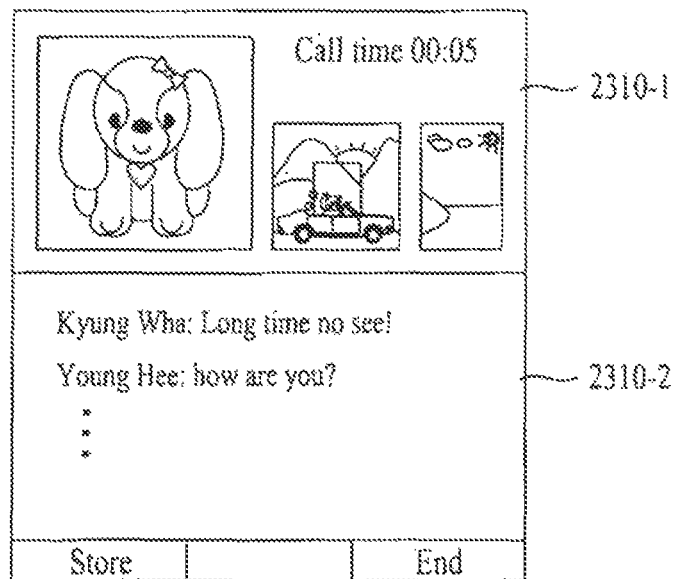 Call time 00:05
2310-1
Kyung Wha: Long time no see!
Young Hee: how are you?
2310-2
Store
End